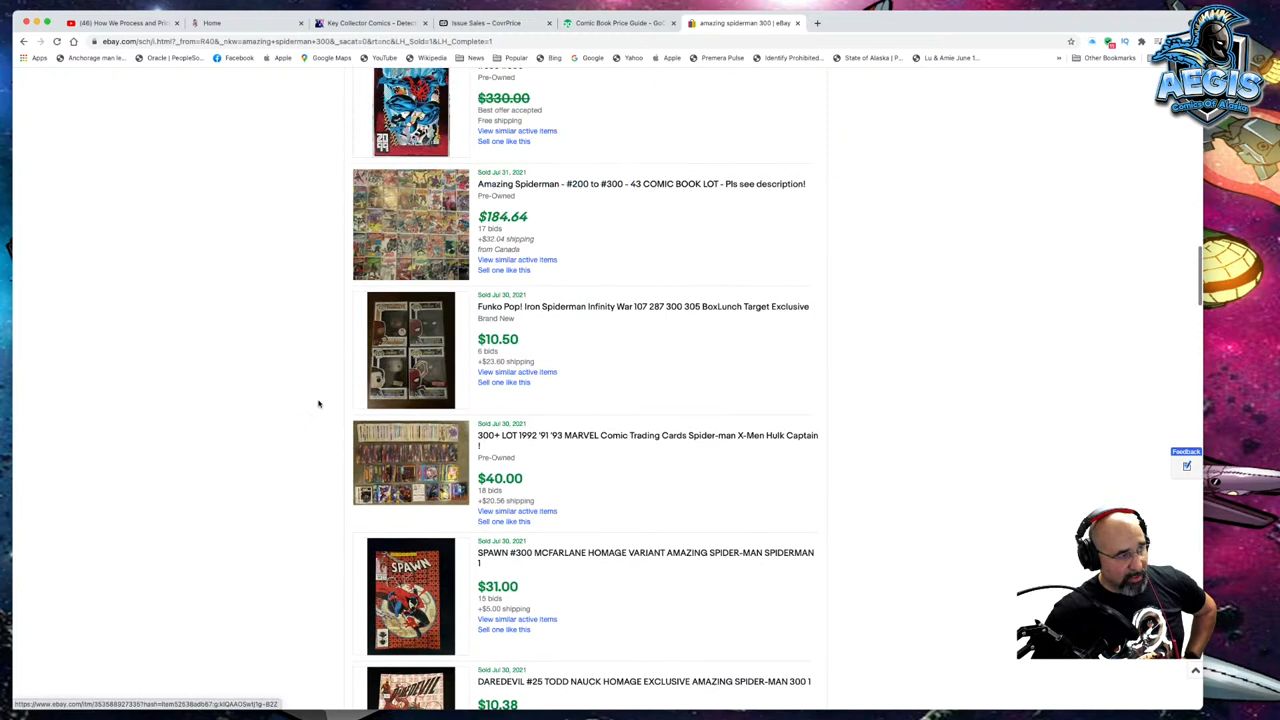 (46) How We Process and Pri
Home
Key Collector Comics - Detect
Issue Sales – CovrPrice
Comic Book Price Guide - GoC
amazing spiderman 300 | eBay
ebay.com/sch/i.html?_from=R40&_nkw=amazing+spiderman+300&_sacat=0&rt=nc&LH_Sold=1&LH_Complete=1
Apps
Anchorage man le...
Oracle | PeopleSo...
Facebook
Apple
Google Maps
YouTube
Wikipedia
News
Popular
Bing
Google
Yahoo
Apple
Premera Pulse
Identify Prohibited...
State of Alaska | P...
Lu & Amie June 1...
»
Other Bookmarks
AEGIS
Comics Of Alaska
Pre-Owned
$330.00
Best offer accepted
Free shipping
View similar active items
Sell one like this
2099
Sold Jul 31, 2021
Amazing Spiderman - #200 to #300 - 43 COMIC BOOK LOT - Pls see description!
Pre-Owned
$184.64
17 bids
+$32.04 shipping
from Canada
View similar active items
Sell one like this
Sold Jul 30, 2021
Funko Pop! Iron Spiderman Infinity War 107 287 300 305 BoxLunch Target Exclusive
Brand New
$10.50
6 bids
+$23.60 shipping
View similar active items
Sell one like this
Sold Jul 30, 2021
300+ LOT 1992 '91 '93 MARVEL Comic Trading Cards Spider-man X-Men Hulk Captain
!
Pre-Owned
$40.00
18 bids
+$20.56 shipping
View similar active items
Sell one like this
Feedback
Sold Jul 30, 2021
SPAWN #300 MCFARLANE HOMAGE VARIANT AMAZING SPIDER-MAN SPIDERMAN
1
$31.00
15 bids
+$5.00 shipping
View similar active items
Sell one like this
SPAWN
Sold Jul 30, 2021
DAREDEVIL #25 TODD NAUCK HOMAGE EXCLUSIVE AMAZING SPIDER-MAN 300 1
$10.38
DAREDEVIL